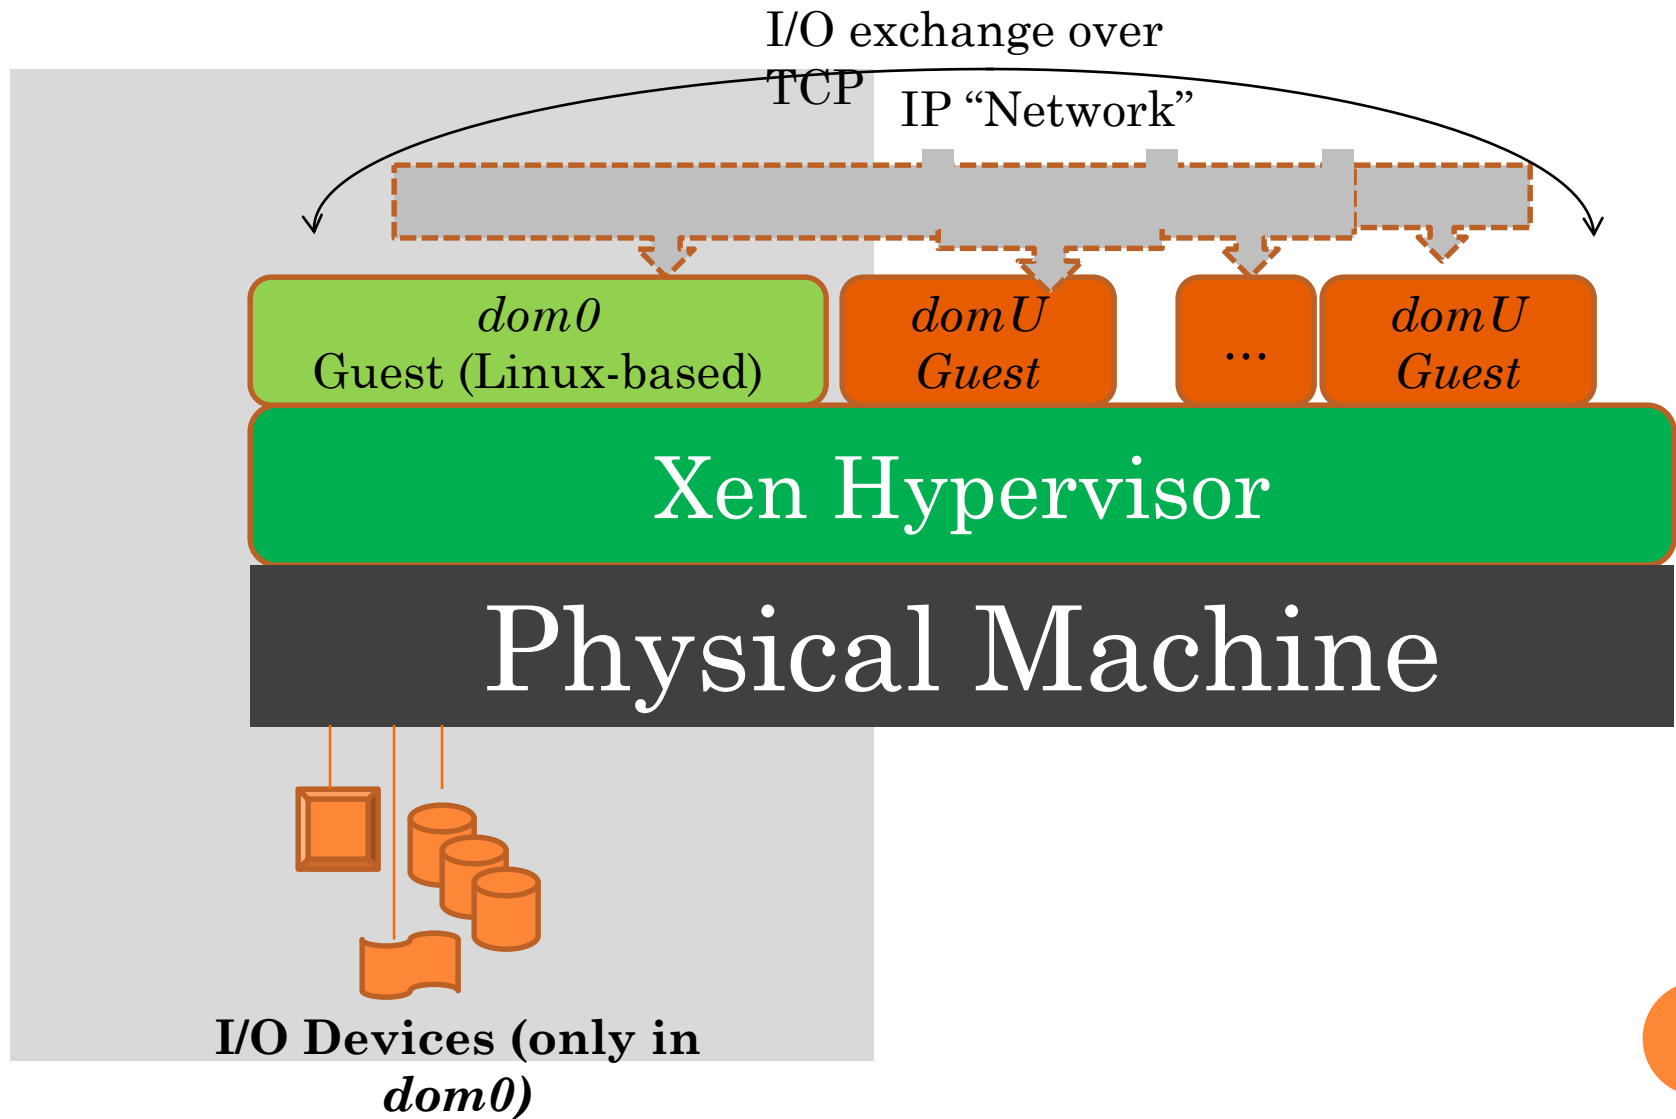 I/O exchange over
TCP
IP “Network”
dom0
Guest (Linux-based)
domU
Guest
...
domU
Guest
Xen Hypervisor
Physical Machine
I/O Devices (only in
dom0)